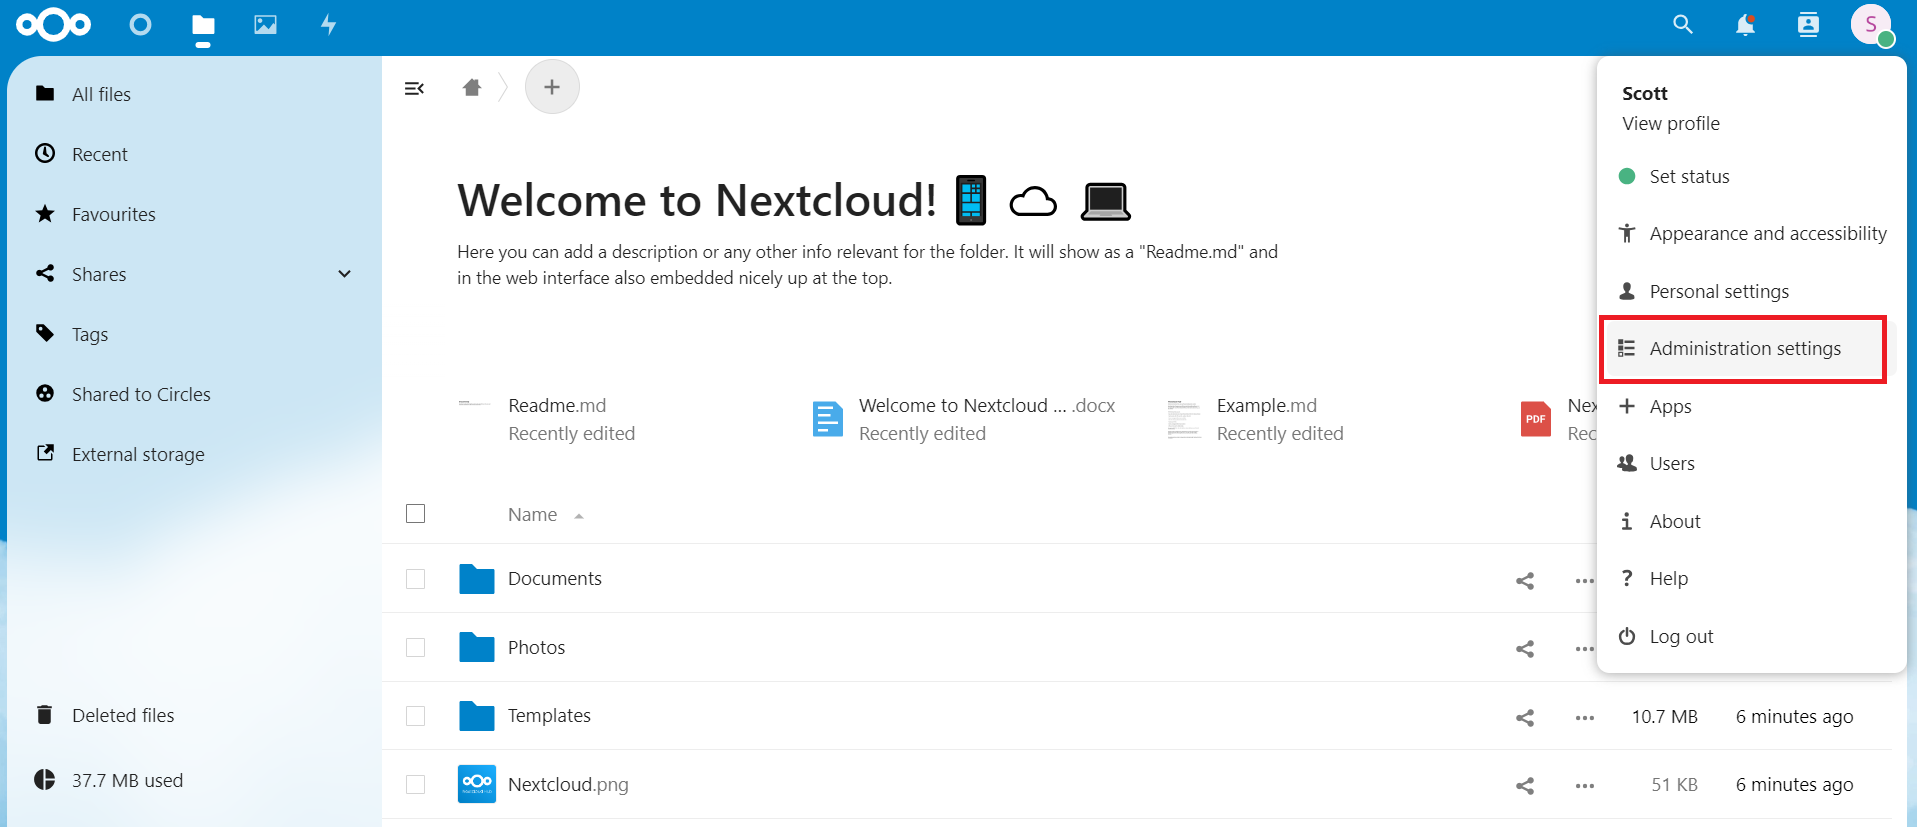 S
All files
Recent
Favourites
Shares
Tags
Shared to Circles
External storage
Deleted files
37.7 MB used
Welcome to Nextcloud!
Here you can add a description or any other info relevant for the folder. It will show as a "Readme.md" and
in the web interface also embedded nicely up at the top.
Readme.md
Recently edited
Welcome to Nextcloud ... .docx
Recently edited
Example.md
Recently edited
PDF
Nex
Rec
Name
Documents
Photos
Templates
10.7 MB
6 minutes ago
Nextcloud.png
51 KB
6 minutes ago
Scott
View profile
Set status
Appearance and accessibility
Personal settings
Administration settings
Apps
Users
About
Help
Log out